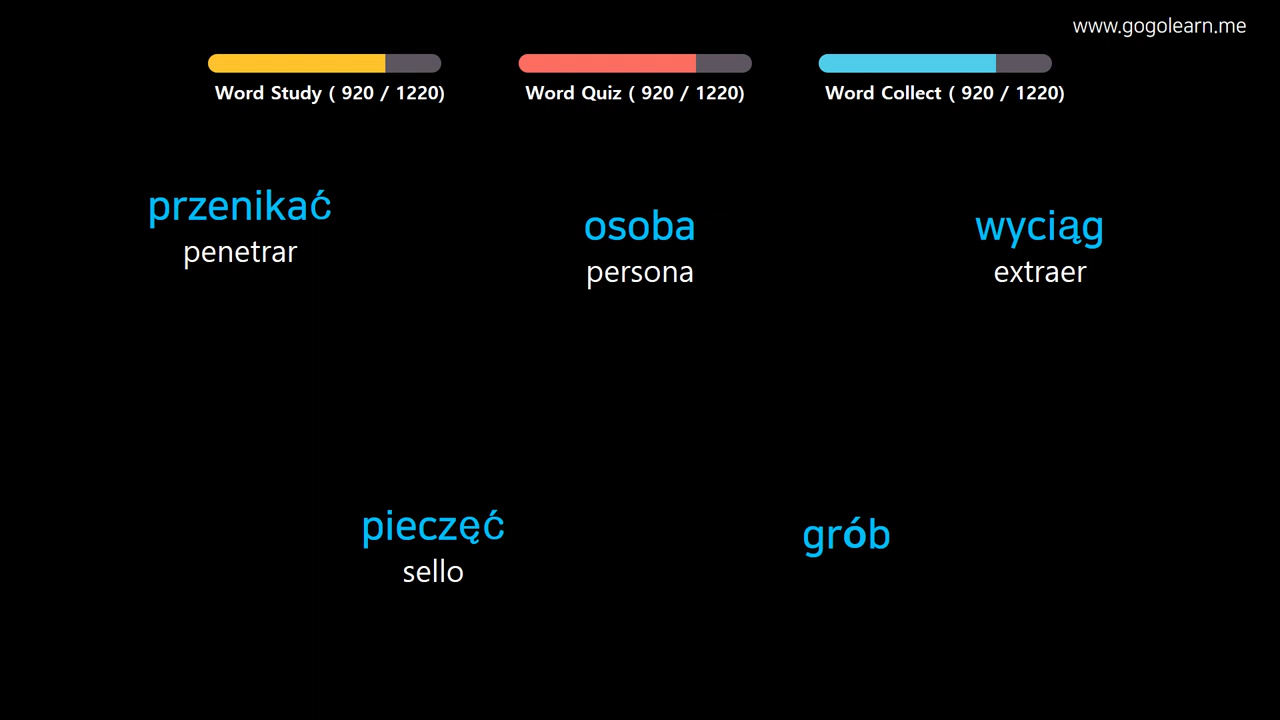 www.gogolearn.me
Word Study ( 920 / 1220)
Word Quiz ( 920 / 1220)
Word Collect ( 920 / 1220)
przenikać
penetrar
osoba
persona
wyciąg
extraer
pieczęć
sello
grób